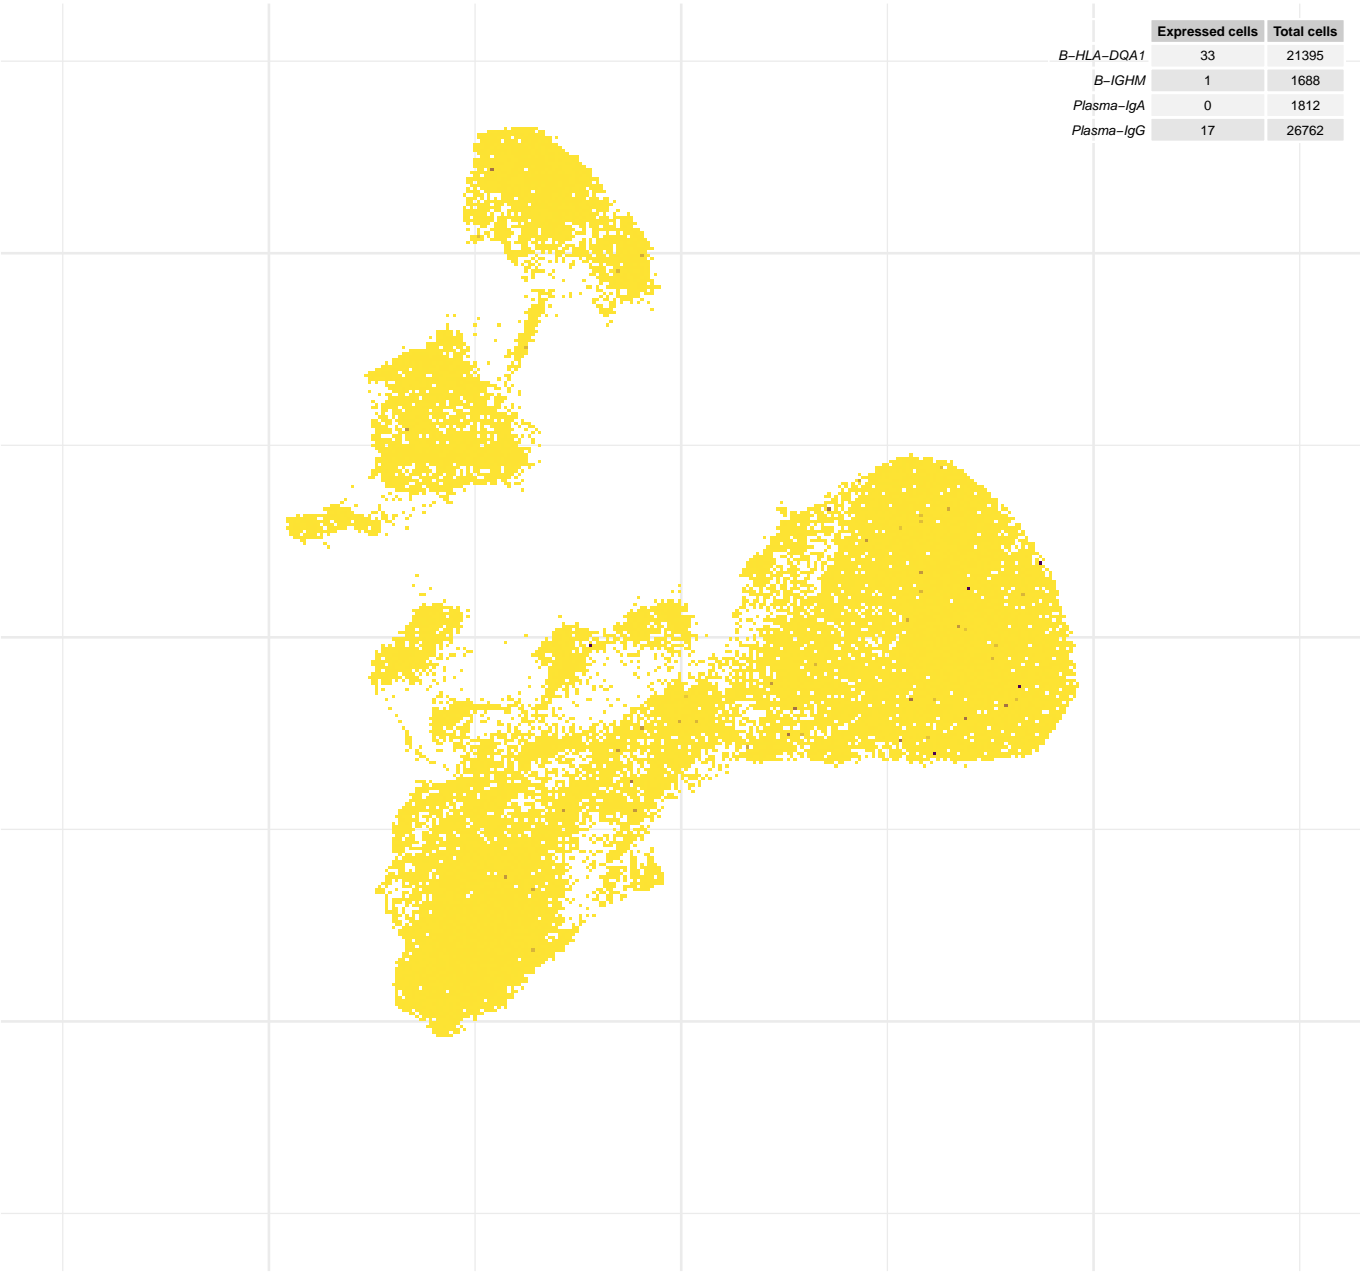 Expressed cells Total cells
B−HLA−DQA1 33 21395
B−IGHM 1 1688
Plasma−IgA 0 1812
Plasma−IgG 17 26762